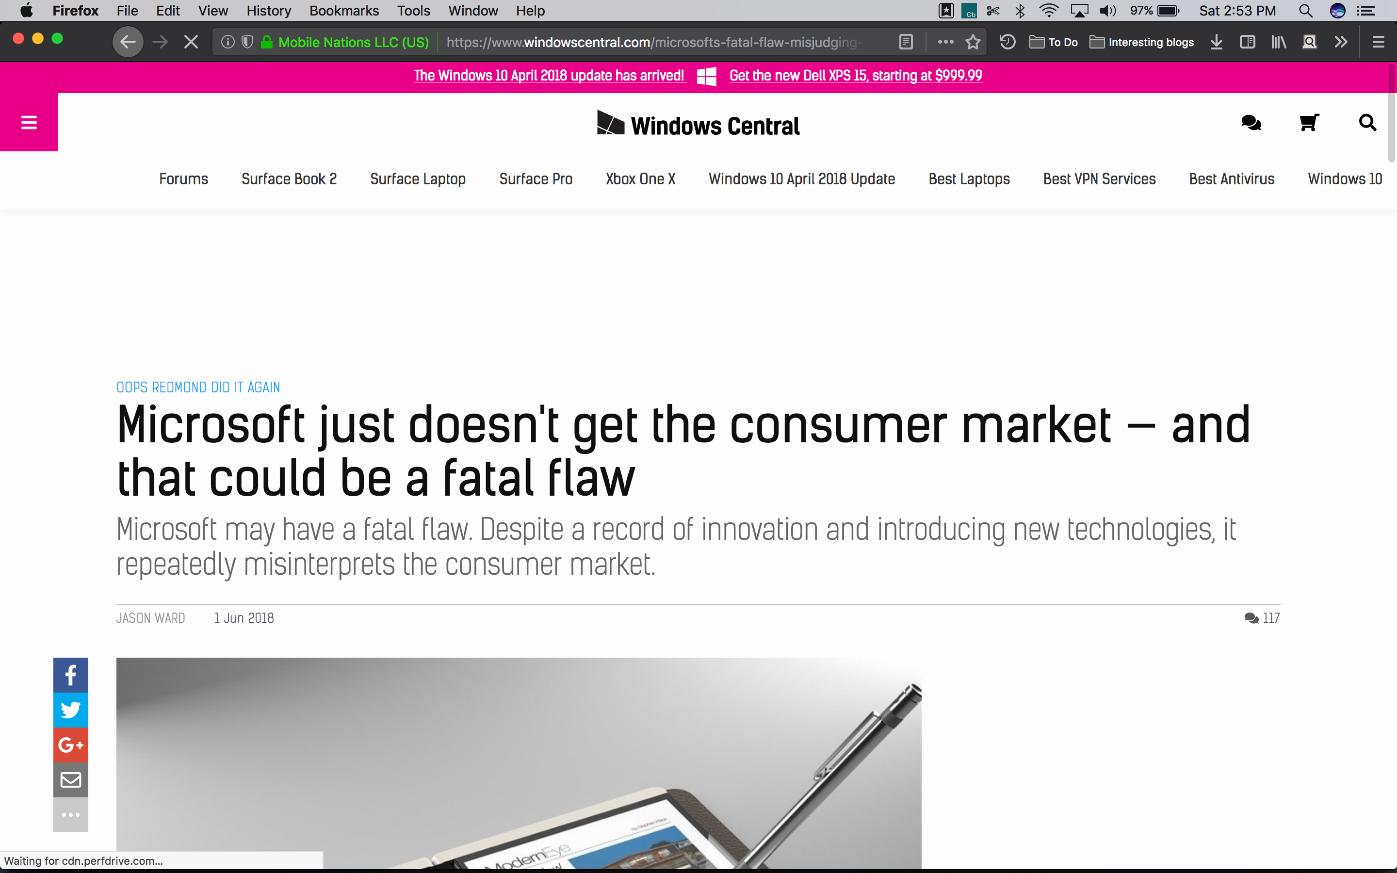 Firefox File Edit View History Bookmarks Tools Window Help 97% Sat 2:53 PM
Mobile Nations LLC (US) https://www.windowscentral.com/microsofts-fatal-flaw-misjudging- To Do Interesting blogs
The Windows 10 April 2018 update has arrived! Get the new Dell XPS 15, starting at $999.99
Windows Central
Forums Surface Book 2 Surface Laptop Surface Pro Xbox One X Windows 10 April 2018 Update Best Laptops Best VPN Services Best Antivirus Windows 10
OOPS REDMOND DID IT AGAIN
Microsoft just doesn't get the consumer market — and
that could be a fatal flaw
Microsoft may have a fatal flaw. Despite a record of innovation and introducing new technologies, it
repeatedly misinterprets the consumer market.
JASON WARD 1 Jun 2018 117
G+
ModernEye
Waiting for cdn.perfdrive.com...